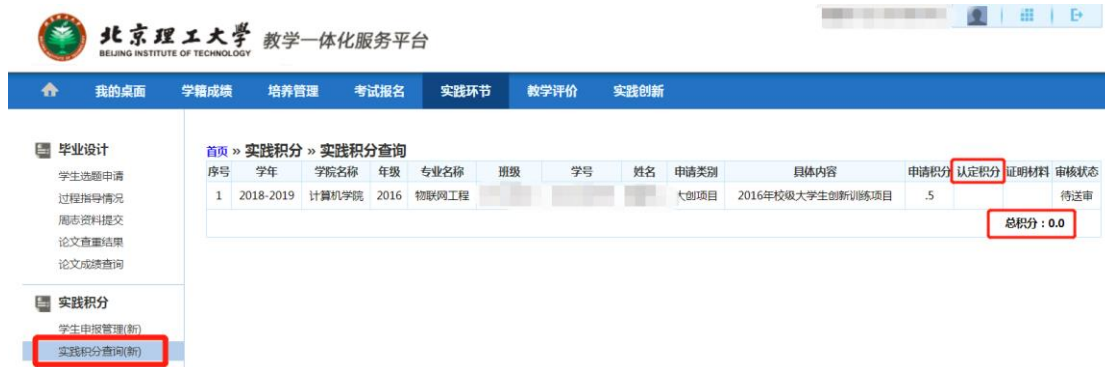 北京理工大学 教学一体化服务平台
BEIJING INSTITUTE OF TECHNOLOGY
我的桌面 学籍成绩 培养管理 考试报名 实践环节 教学评价 实践创新
毕业设计
学生选题申请
过程指导情况
周志资料提交
论文查重结果
论文成绩查询
实践积分
学生申报管理(新)
实践积分查询(新)
首页 » 实践积分 » 实践积分查询
序号 学年 学院名称 年级 专业名称 班级 学号 姓名 申请类别 具体内容 申请积分 认定积分 证明材料 审核状态
1 2018-2019 计算机学院 2016 物联网工程 大创项目 2016年校级大学生创新训练项目 .5 待送审
总积分：0.0